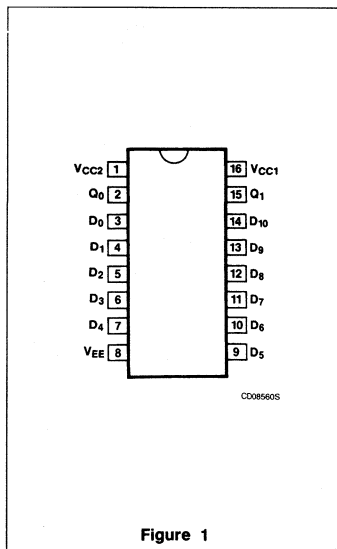 VCC2 1 16 VCC1
Q0 2 15 Q1
D0 3 14 D10
D1 4 13 D9
D2 5 12 D8
D3 6 11 D7
D4 7 10 D6
VEE 8 9 D5
CD08560S
Figure 1